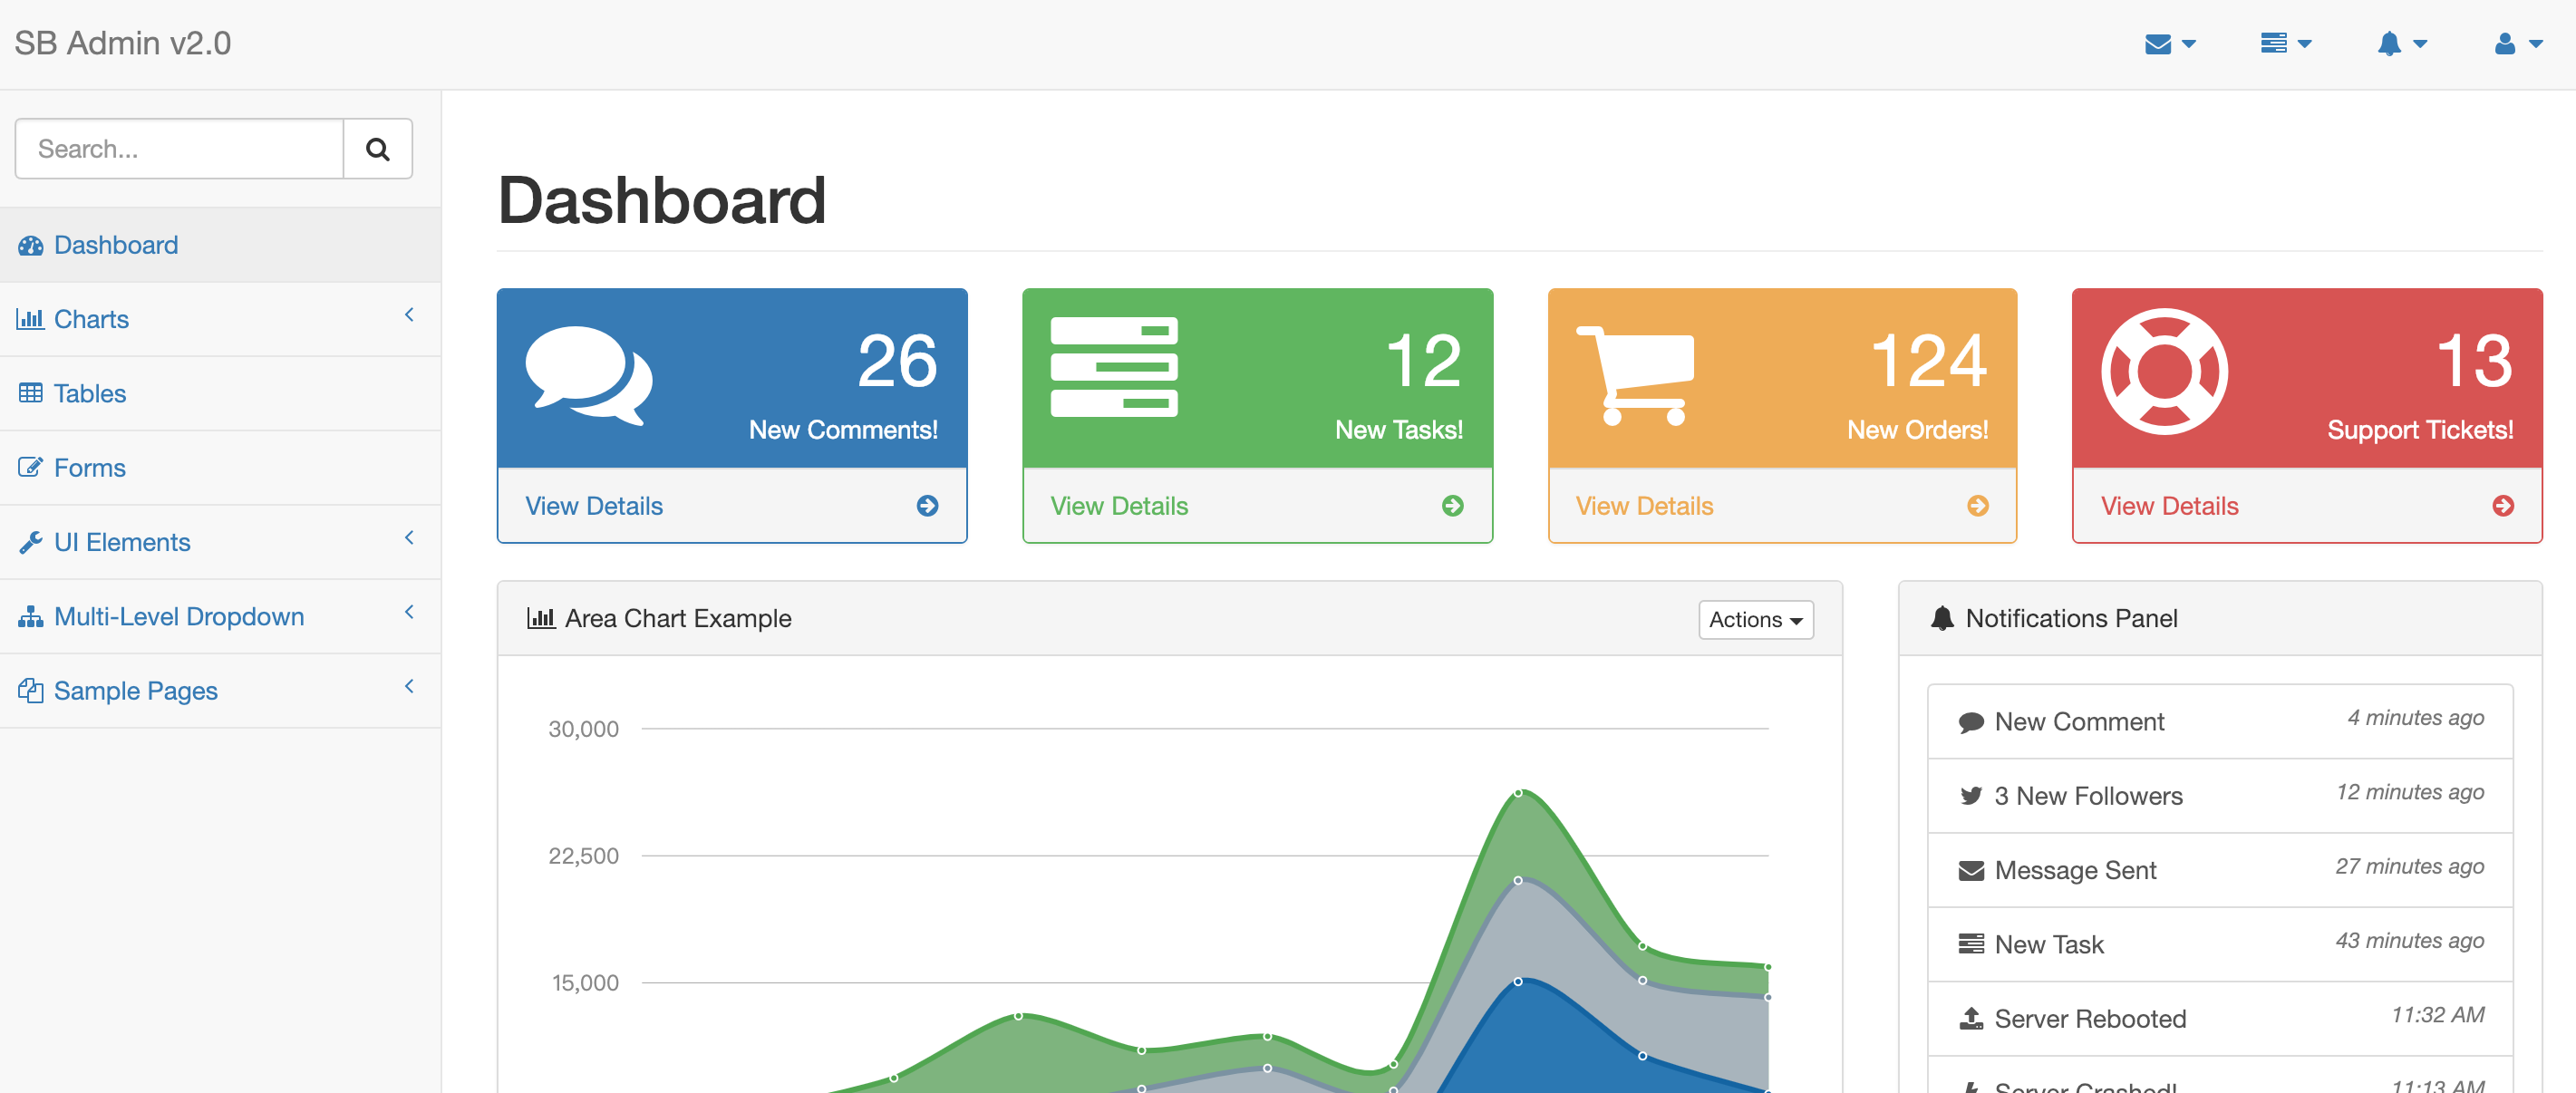 SB Admin v2.0
Search...
Dashboard
Charts
Tables
Forms
UI Elements
Multi-Level Dropdown
Sample Pages
Dashboard
26
New Comments!
View Details
12
New Tasks!
View Details
124
New Orders!
View Details
13
Support Tickets!
View Details
Area Chart Example
Actions
30,000
22,500
15,000
Notifications Panel
New Comment 4 minutes ago
3 New Followers 12 minutes ago
Message Sent 27 minutes ago
New Task 43 minutes ago
Server Rebooted 11:32 AM
Server Crashed! 11:13 AM